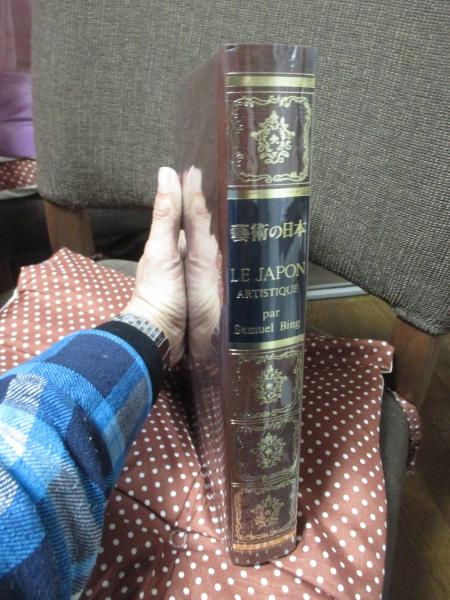 藝術の日本
LE JAPON
ARTISTIQUE
par
Samuel Bing